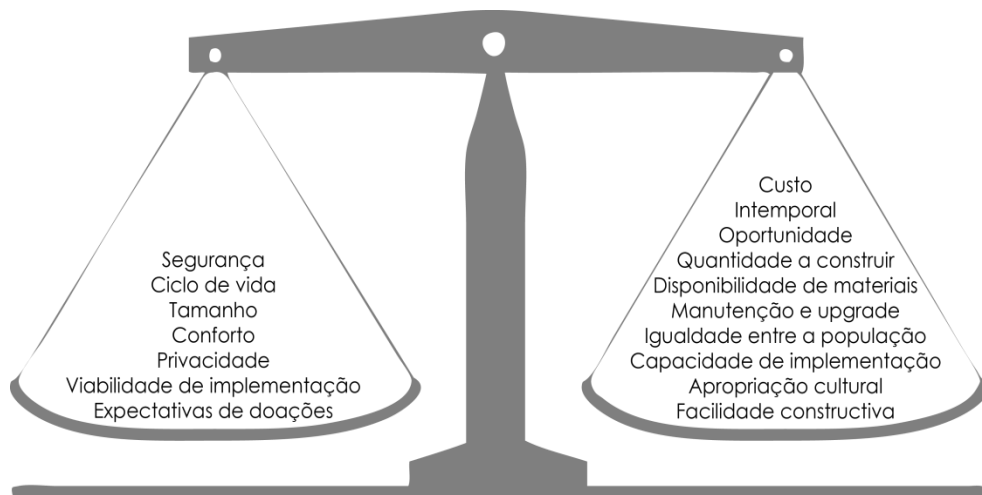 Segurança
Ciclo de vida
Tamanho
Conforto
Privacidade
Viabilidade de implementação
Expectativas de doações
Custo
Intemporal
Oportunidade
Quantidade a construir
Disponibilidade de materiais
Manutenção e upgrade
Igualdade entre a população
Capacidade de implementação
Apropriação cultural
Facilidade constructiva